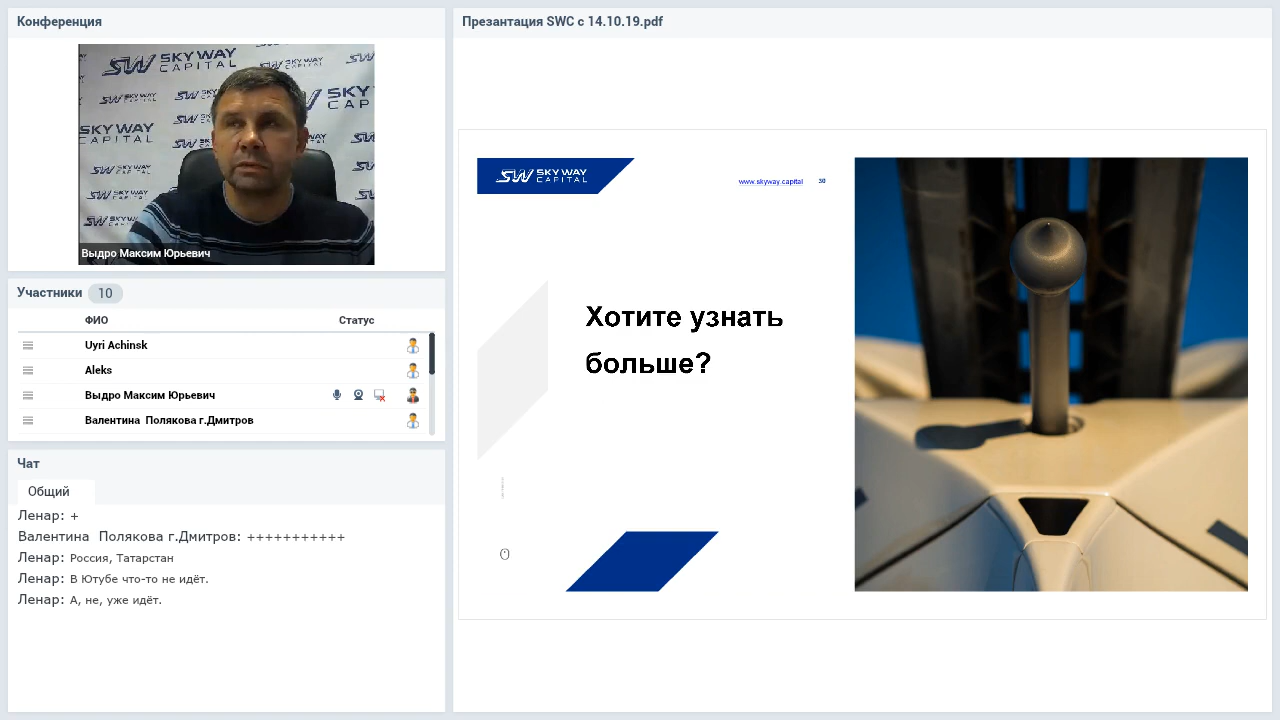 Конференция
SKY WAY
CAPITAL
Выдро Максим Юрьевич
Участники 10
ФИО Статус
Uyri Achinsk
Aleks
Выдро Максим Юрьевич
Валентина Полякова г.Дмитров
Чат
Общий
Ленар: +
Валентина Полякова г.Дмитров: +++++++++++
Ленар: Россия, Татарстан
Ленар: В Ютубе что-то не идёт.
Ленар: А, не, уже идёт.
Презантация SWC с 14.10.19.pdf
SW SKY WAY
CAPITAL
www.skyway.capital 30
Хотите узнать
больше?